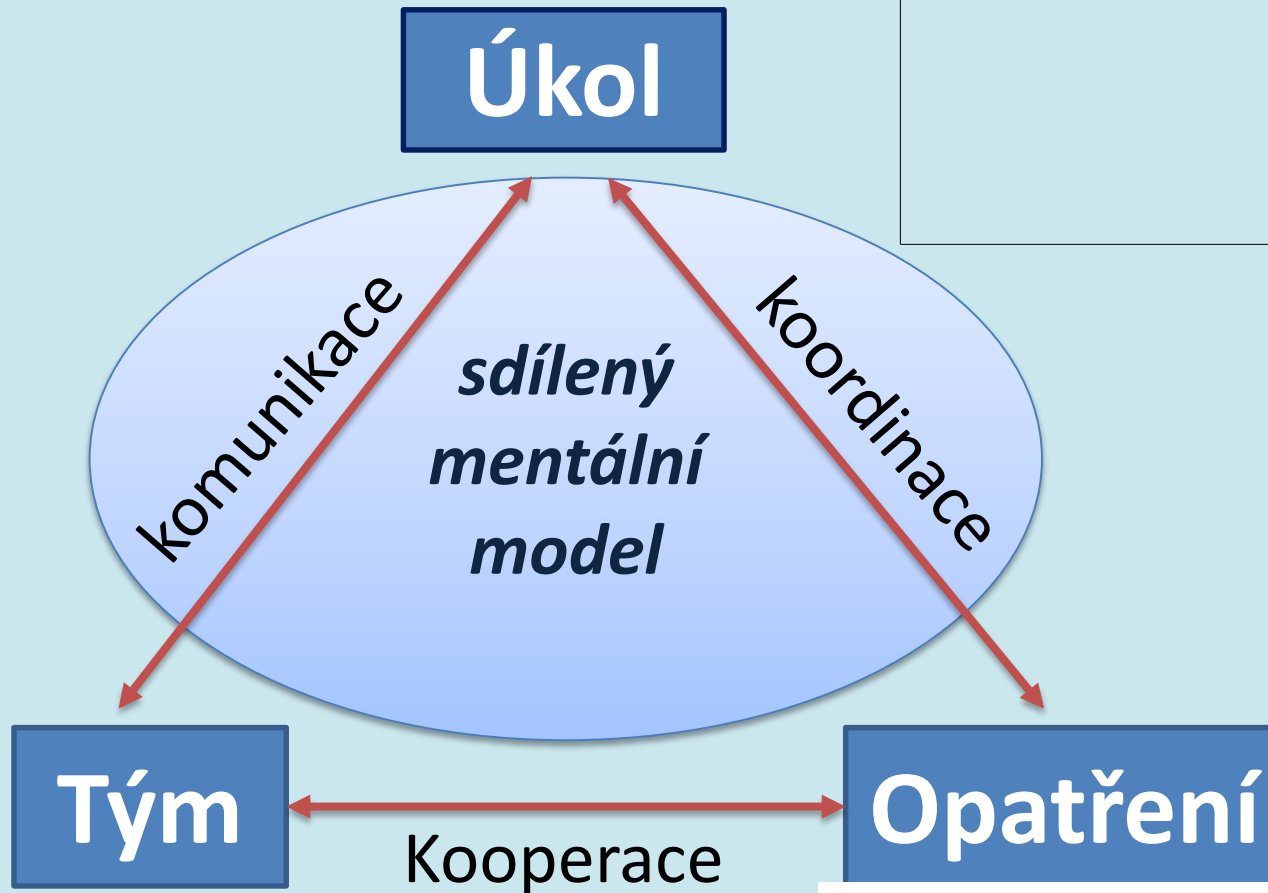 Úkol
komunikace
sdílený
mentální
model
koordinace
Tým
Kooperace
Opatření